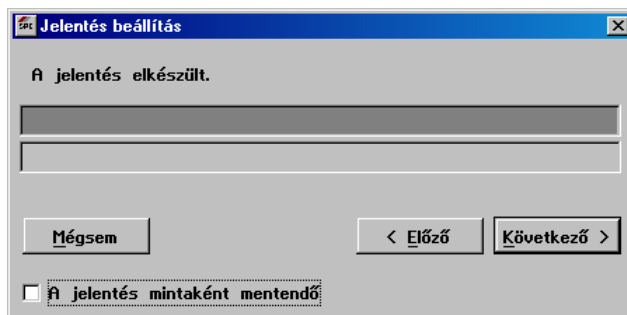 Jelentés beállítás
A jelentés elkészült.
Mégsem
< Előző
Következő >
A jelentés mintaként mentendő